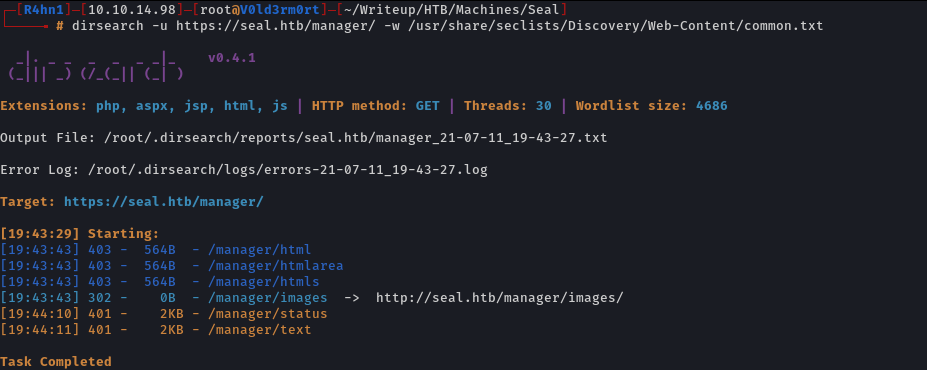 [R4hn1]-[10.10.14.98]-[root@V0ld3rm0rt]-[~/Writeup/HTB/Machines/Seal]
# dirsearch -u https://seal.htb/manager/ -w /usr/share/seclists/Discovery/Web-Content/common.txt
_|. _ _  _  _  _ _|_    v0.4.1
(_||| _) (/_(_|| (_| )
Extensions: php, aspx, jsp, html, js | HTTP method: GET | Threads: 30 | Wordlist size: 4686
Output File: /root/.dirsearch/reports/seal.htb/manager_21-07-11_19-43-27.txt
Error Log: /root/.dirsearch/logs/errors-21-07-11_19-43-27.log
Target: https://seal.htb/manager/
[19:43:29] Starting:
[19:43:43] 403 -  564B  - /manager/html
[19:43:43] 403 -  564B  - /manager/htmlarea
[19:43:43] 403 -  564B  - /manager/htmls
[19:43:43] 302 -    0B  - /manager/images  ->  http://seal.htb/manager/images/
[19:44:10] 401 -    2KB - /manager/status
[19:44:11] 401 -    2KB - /manager/text
Task Completed